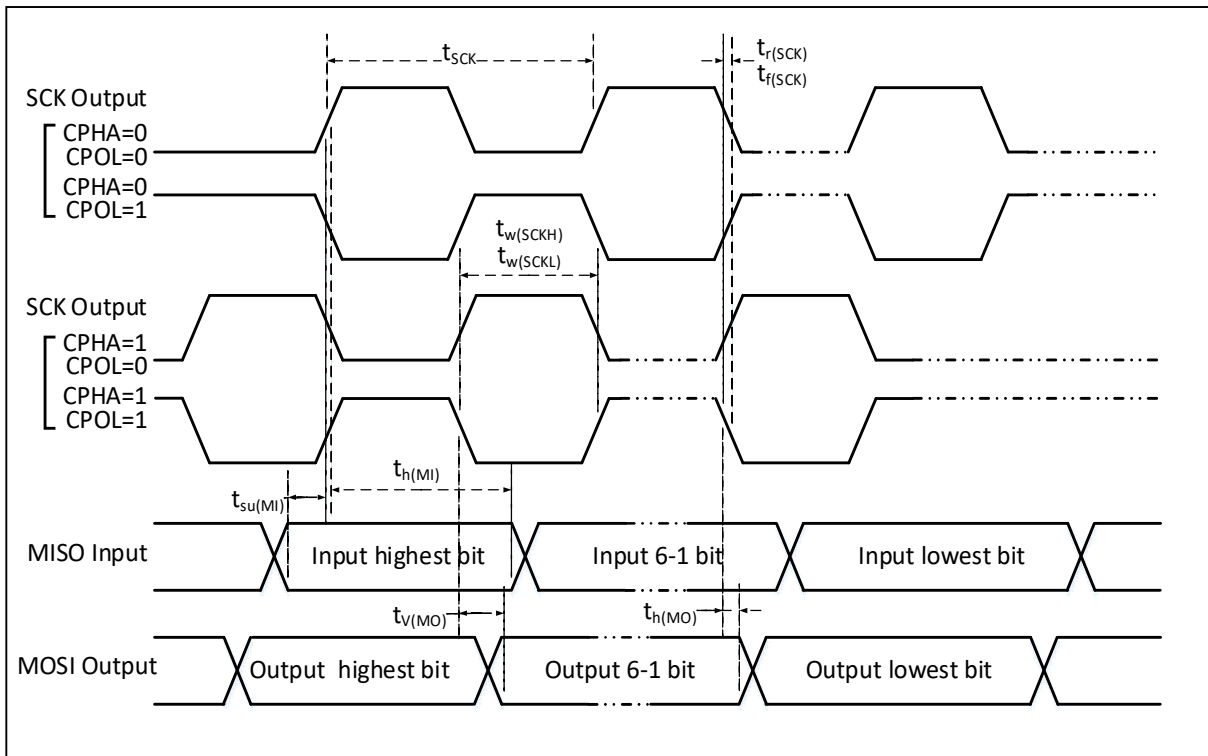 tSCK
tr(SCK)
tf(SCK)
SCK Output
CPHA=0
CPOL=0
CPHA=0
CPOL=1
tw(SCKH)
tw(SCKL)
SCK Output
CPHA=1
CPOL=0
CPHA=1
CPOL=1
th(MI)
tsu(MI)
MISO Input
Input highest bit
Input 6-1 bit
Input lowest bit
tV(MO)
th(MO)
MOSI Output
Output highest bit
Output 6-1 bit
Output lowest bit